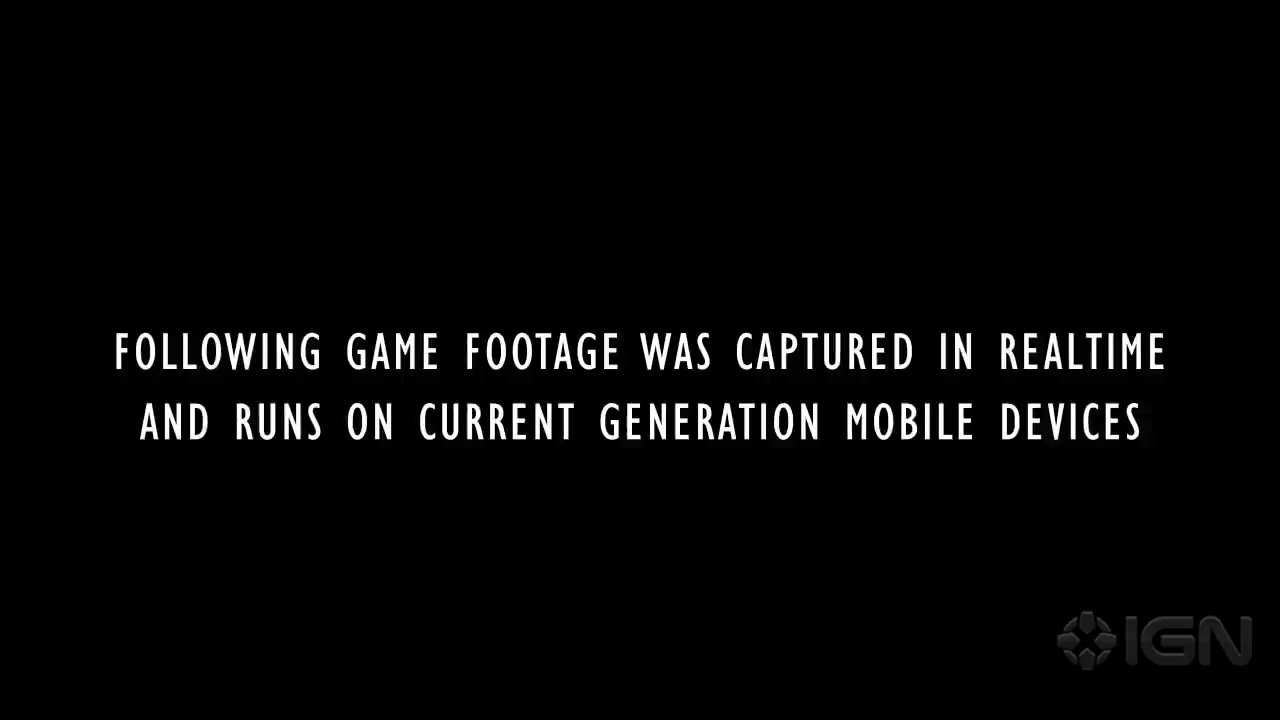 FOLLOWING GAME FOOTAGE WAS CAPTURED IN REALTIME
AND RUNS ON CURRENT GENERATION MOBILE DEVICES
IGN